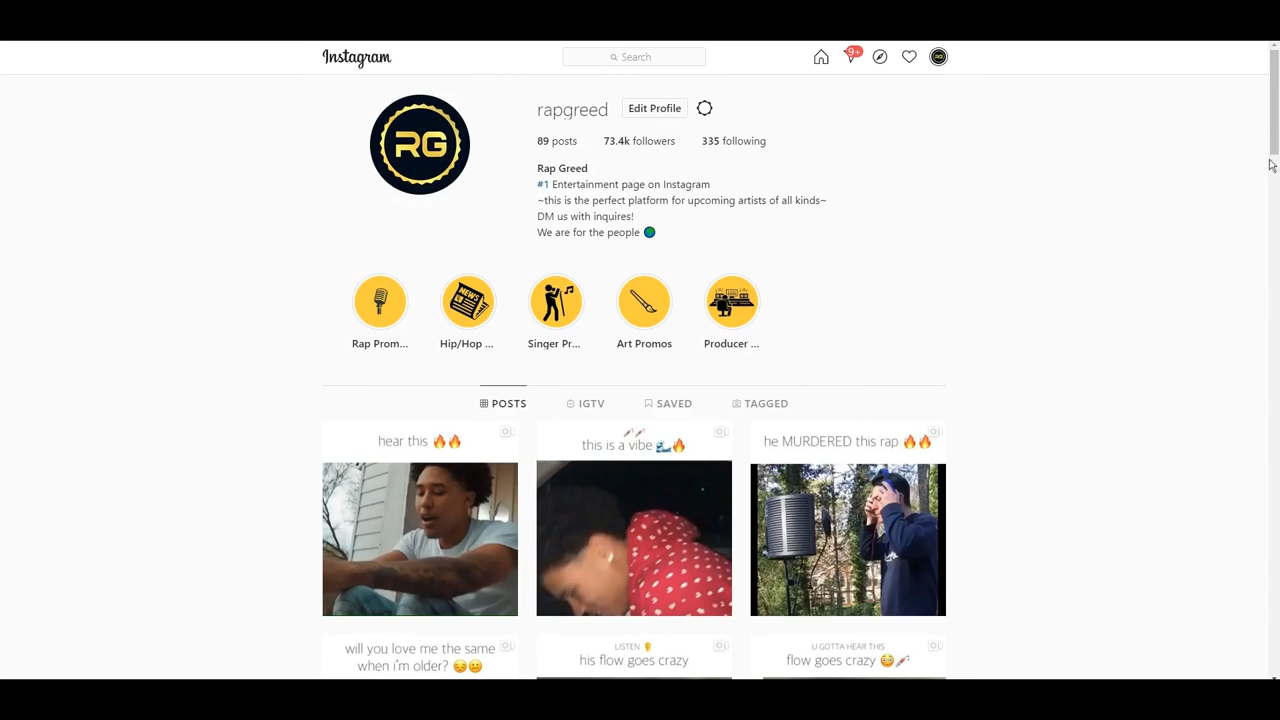 Instagram
Search
9+
RG
RG
rapgreed
Edit Profile
89 posts 73.4k followers 335 following
Rap Greed
#1 Entertainment page on Instagram
~this is the perfect platform for upcoming artists of all kinds~
DM us with inquires!
We are for the people
NEWS
Rap Prom... Hip/Hop ... Singer Pr... Art Promos Producer ...
POSTS IGTV SAVED TAGGED
hear this 🔥🔥
this is a vibe 🌊🔥
he MURDERED this rap 🔥🔥
will you love me the same
when i'm older? 😔😐
LISTEN 👂
his flow goes crazy
U GOTTA HEAR THIS
flow goes crazy 😳